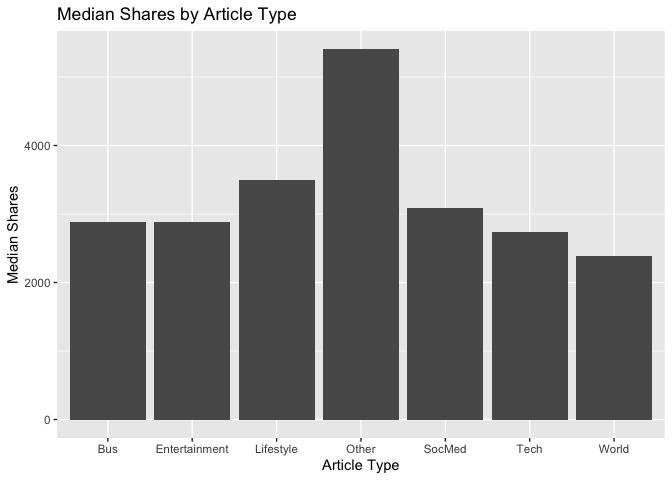 Median Shares by Article Type
Median Shares
4000
2000
0
Bus Entertainment Lifestyle Other SocMed Tech World
Article Type